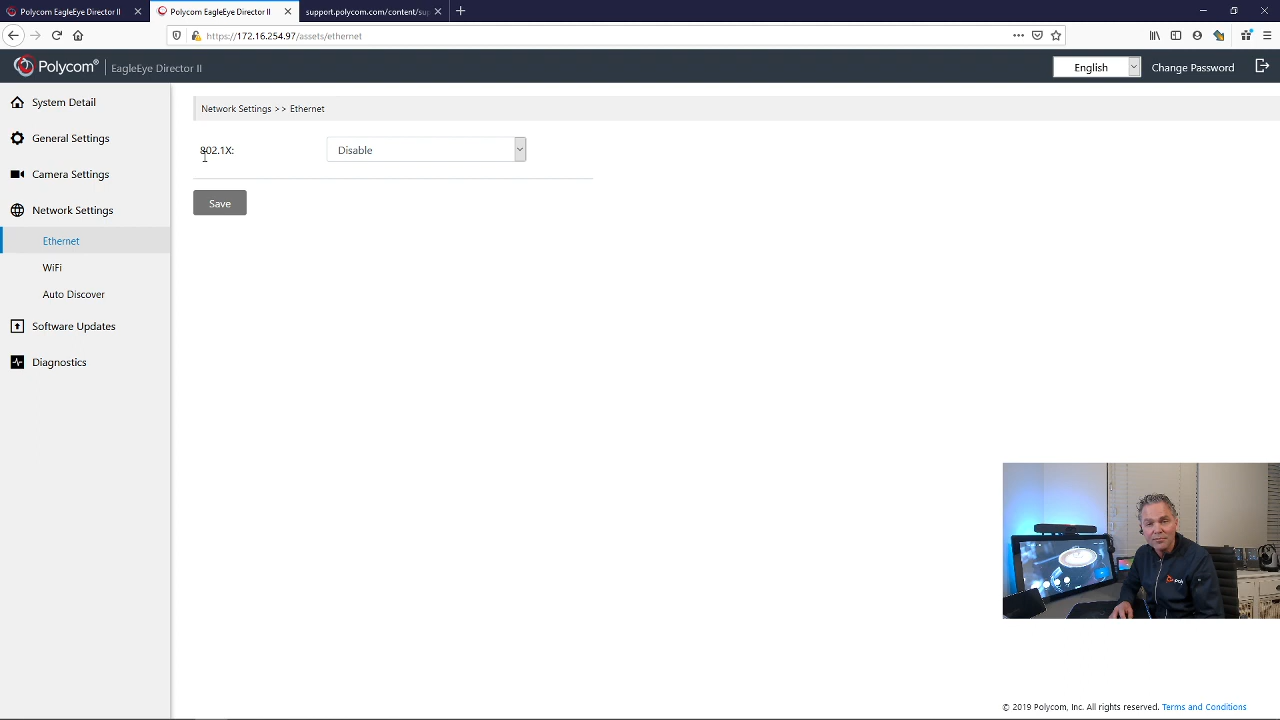 Polycom EagleEye Director II
Polycom EagleEye Director II
support.polycom.com/content/sup
https://172.16.254.97/assets/ethernet
Polycom® EagleEye Director II
English
Change Password
System Detail
General Settings
Camera Settings
Network Settings
Ethernet
WiFi
Auto Discover
Software Updates
Diagnostics
Network Settings >> Ethernet
802.1X:
Disable
Save
© 2019 Polycom, Inc. All rights reserved. Terms and Conditions